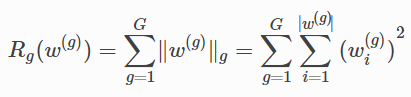 R_g(w^{(g)}) = \sum_{g=1}^{G} \|w^{(g)}\|_g = \sum_{g=1}^{G} \sum_{i=1}^{|w^{(g)}|} (w_i^{(g)})^2